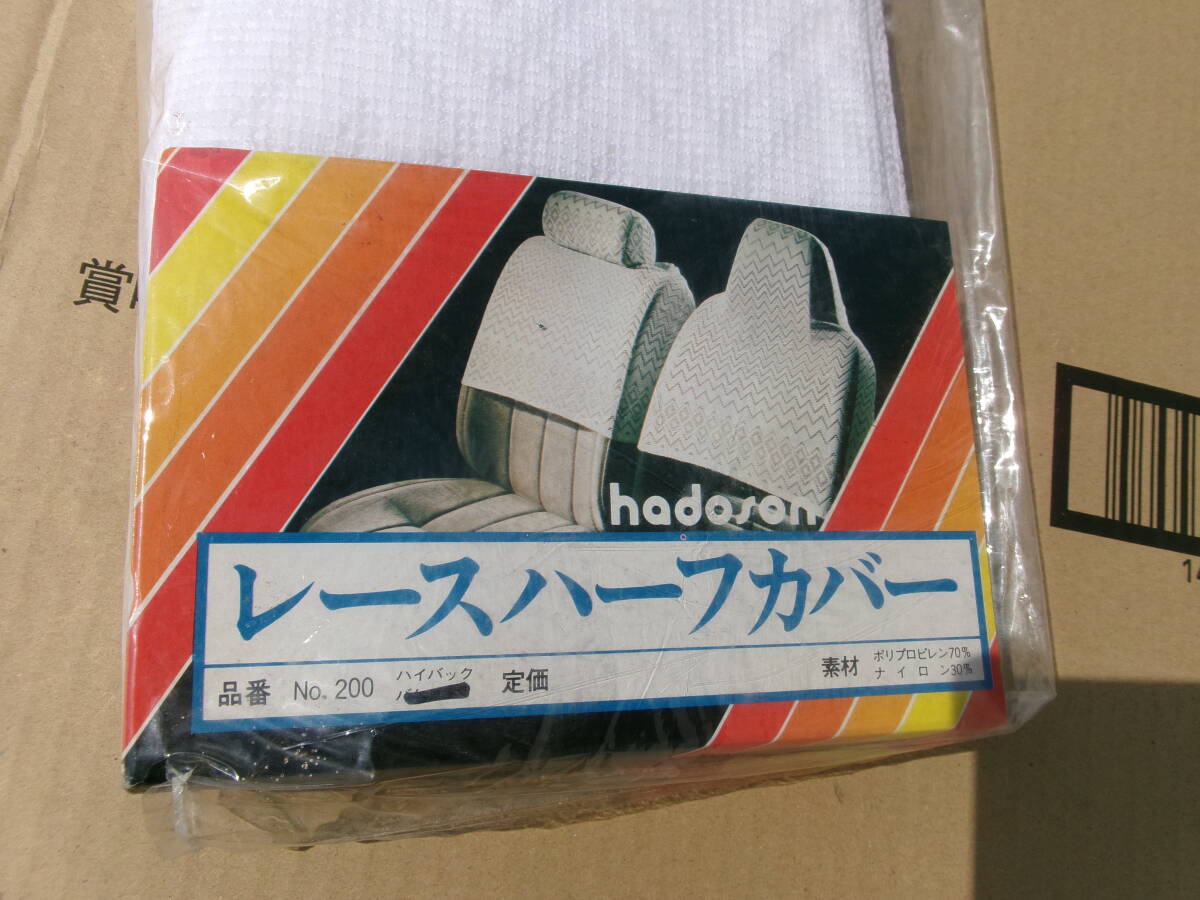 賞
hadoson
レースハーフカバー
品番 No.200 ハイバック 定価 素材 ポリプロピレン70%
ナイロン30%
14